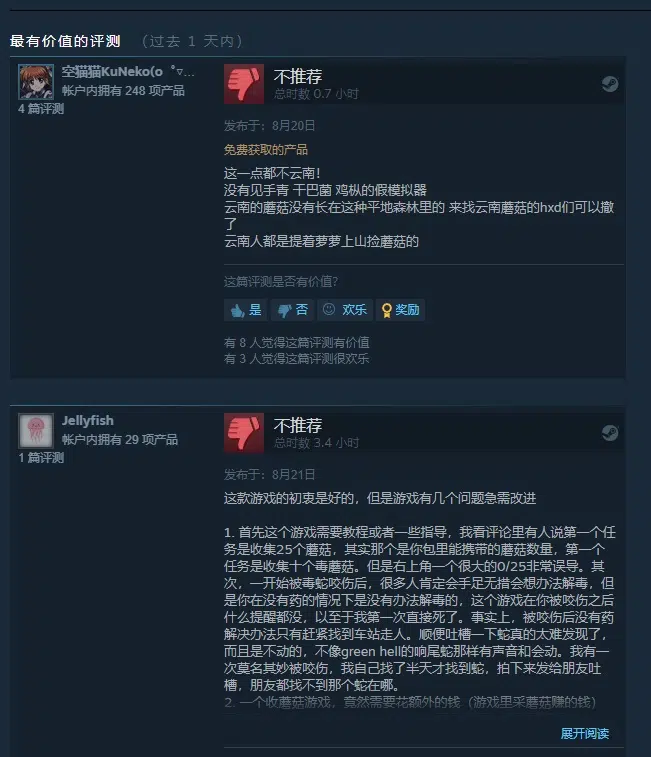 最有价值的评测 （过去 1 天内）
空猫猫KuNeko(o゜▽...
帐户内拥有 248 项产品
4 篇评测
不推荐
总时数 0.7 小时
发布于：8月20日
免费获取的产品
这一点都不云南！
没有见手青 干巴菌 鸡枞的假模拟器
云南的蘑菇没有长在这种平地森林里的 来找云南蘑菇的hxd们可以撤
了
云南人都是提着萝萝上山捡蘑菇的
这篇评测是否有价值？
是 否 欢乐 奖励
有 8 人觉得这篇评测有价值
有 3 人觉得这篇评测很欢乐
Jellyfish
帐户内拥有 29 项产品
1 篇评测
不推荐
总时数 3.4 小时
发布于：8月21日
这款游戏的初衷是好的，但是游戏有几个问题急需改进
1. 首先这个游戏需要教程或者一些指导，我看评论里有人说第一个任
务是收集25个蘑菇，其实那个是你包里能携带的蘑菇数量，第一个
任务是收集十个毒蘑菇。但是右上角一个很大的0/25非常误导。其
次，一开始被毒蛇咬伤后，很多人肯定会手足无措会想办法解毒，但
是你在没有药的情况下是没有办法解毒的，这个游戏在你被咬伤之后
什么提醒都没，以至于我第一次直接死了。事实上，被咬伤后没有药
解决办法只有赶紧找到车站走人。顺便吐槽一下蛇真的太难发现了，
而且是不动的，不像green hell的响尾蛇那样有声音和会动。我有一
次莫名其妙被咬伤，我自己找了半天才找到蛇，拍下来发给朋友吐
槽，朋友都找不到那个蛇在哪。
2. 一个收蘑菇游戏，竟然需要花额外的钱（游戏里采蘑菇赚的钱）
展开阅读